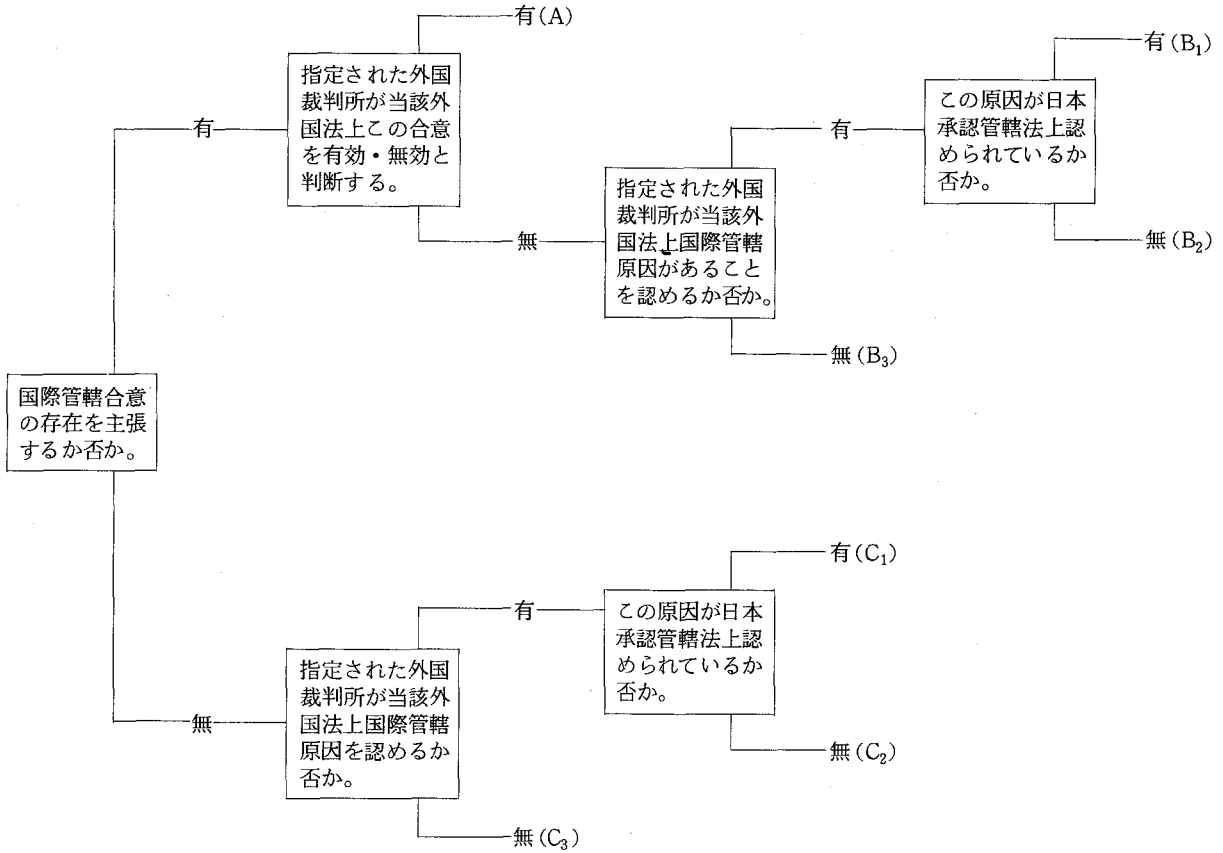 国際管轄合意
の存在を主張
するか否か。
有
指定された外国
裁判所が当該外
国法上この合意
を有効・無効と
判断する。
有(A)
無
指定された外国
裁判所が当該外
国法上国際管轄
原因があること
を認めるか否か。
有
この原因が日本
承認管轄法上認
められているか
否か。
有(B₁)
無(B₂)
無(B₃)
無
指定された外国
裁判所が当該外
国法上国際管轄
原因を認めるか
否か。
有
この原因が日本
承認管轄法上認
められているか
否か。
有(C₁)
無(C₂)
無(C₃)